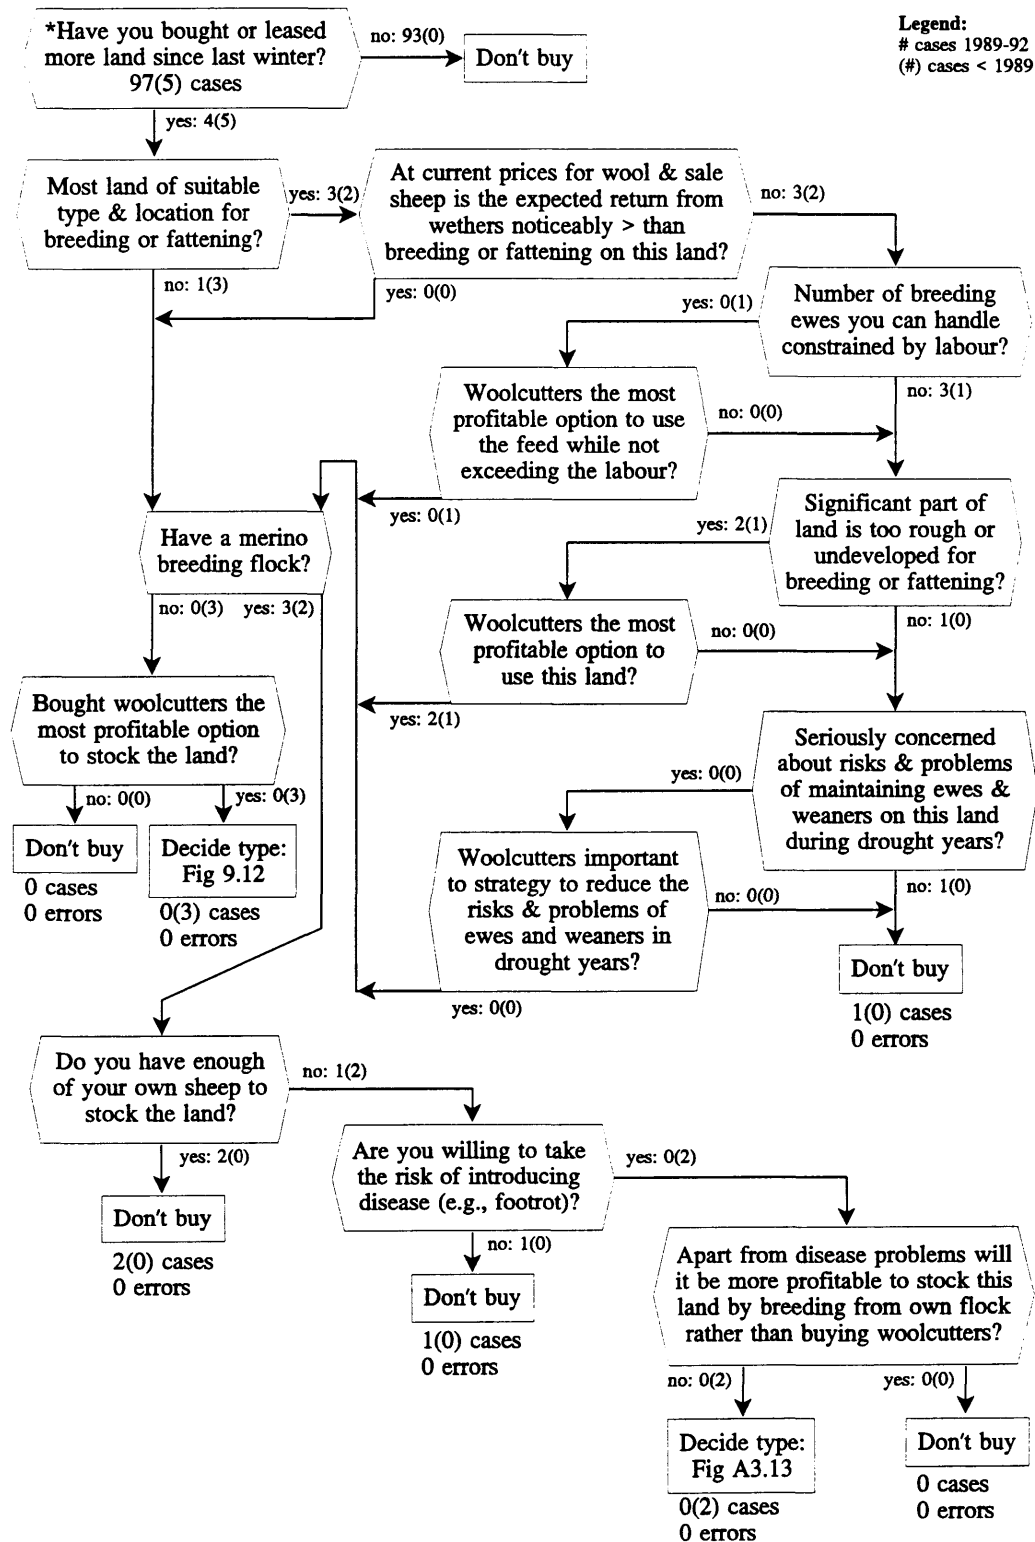 *Have you bought or leased
more land since last winter?
97(5) cases
no: 93(0)
Don't buy
Legend:
# cases 1989-92
(#) cases < 1989
yes: 4(5)
Most land of suitable
type & location for
breeding or fattening?
yes: 3(2)
At current prices for wool & sale
sheep is the expected return from
wethers noticeably > than
breeding or fattening on this land?
no: 3(2)
no: 1(3)
yes: 0(0)
Number of breeding
ewes you can handle
constrained by labour?
yes: 0(1)
no: 3(1)
Woolcutters the most
profitable option to use
the feed while not
exceeding the labour?
no: 0(0)
yes: 0(1)
Significant part of
land is too rough or
undeveloped for
breeding or fattening?
yes: 2(1)
no: 1(0)
Have a merino
breeding flock?
no: 0(3)
yes: 3(2)
Woolcutters the most
profitable option to
use this land?
no: 0(0)
yes: 2(1)
Bought woolcutters the
most profitable option
to stock the land?
no: 0(0)
yes: 0(3)
Don't buy
0 cases
0 errors
Decide type:
Fig 9.12
0(3) cases
0 errors
Seriously concerned
about risks & problems
of maintaining ewes &
weaners on this land
during drought years?
yes: 0(0)
no: 1(0)
Woolcutters important
to strategy to reduce the
risks & problems of
ewes and weaners in
drought years?
no: 0(0)
yes: 0(0)
Don't buy
1(0) cases
0 errors
Do you have enough
of your own sheep to
stock the land?
no: 1(2)
yes: 2(0)
Don't buy
2(0) cases
0 errors
Are you willing to take
the risk of introducing
disease (e.g., footrot)?
yes: 0(2)
no: 1(0)
Don't buy
1(0) cases
0 errors
Apart from disease problems will
it be more profitable to stock this
land by breeding from own flock
rather than buying woolcutters?
no: 0(2)
yes: 0(0)
Decide type:
Fig A3.13
0(2) cases
0 errors
Don't buy
0 cases
0 errors